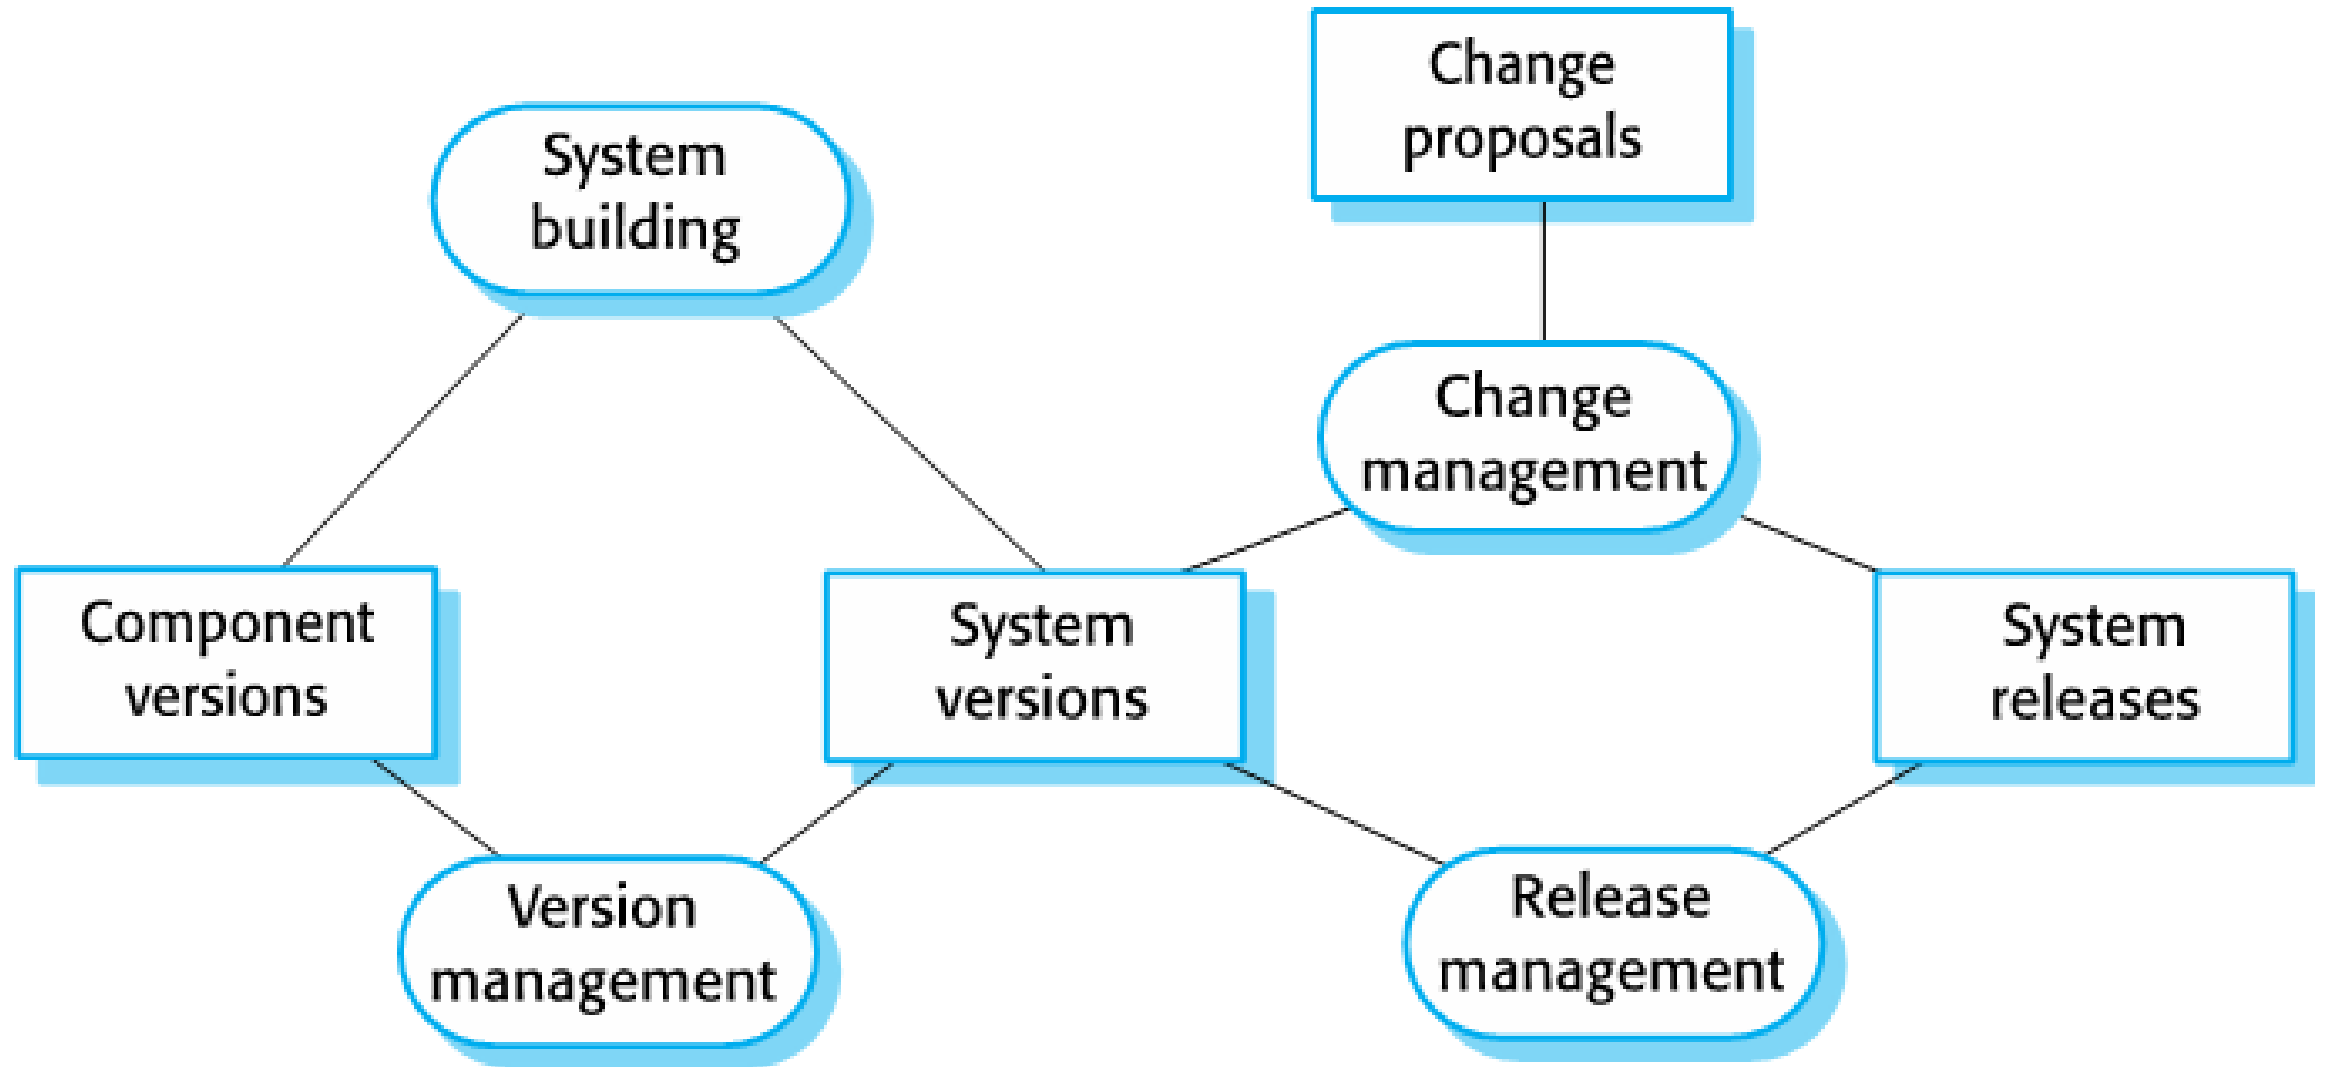 Change
proposals
System
building
Change
management
Component
versions
System
versions
System
releases
Version
management
Release
management